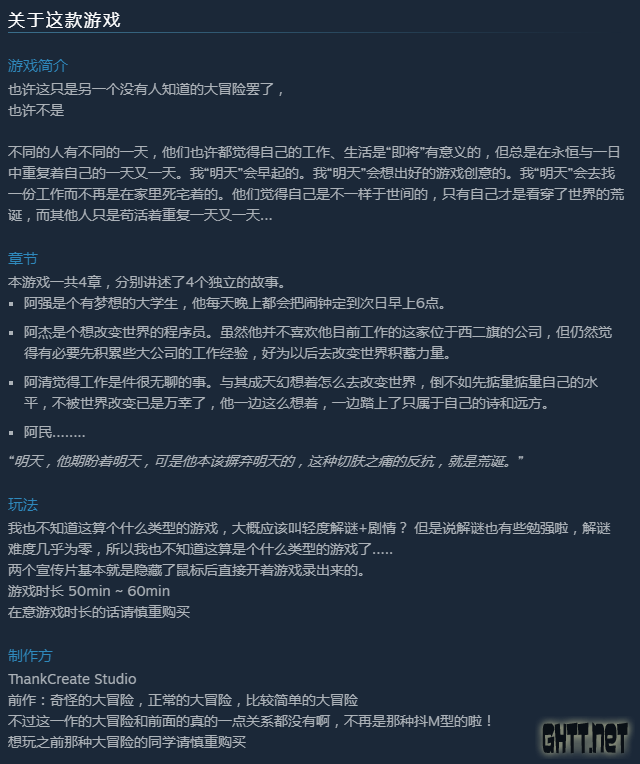 关于这款游戏
游戏简介
也许这只是另一个没有人知道的大冒险罢了，
也许不是
不同的人有不同的一天，他们也许都觉得自己的工作、生活是“即将”有意义的，但总是在永恒与一日
中重复着自己的一天又一天。我“明天”会早起的。我“明天”会想出好的游戏创意的。我“明天”会去找
一份工作而不再是在家里死宅着的。他们觉得自己是不一样于世间的，只有自己才是看穿了世界的荒
诞，而其他人只是苟活着重复一天又一天...
章节
本游戏一共4章，分别讲述了4个独立的故事。
▪ 阿强是个有梦想的大学生，他每天晚上都会把闹钟定到次日早上6点。
▪ 阿杰是个想改变世界的程序员。虽然他并不喜欢他目前工作的这家位于西二旗的公司，但仍然觉
得有必要先积累些大公司的工作经验，好为以后去改变世界积蓄力量。
▪ 阿清觉得工作是件很无聊的事。与其成天幻想着怎么去改变世界，倒不如先掂量掂量自己的水
平，不被世界改变已是万幸了，他一边这么想着，一边踏上了只属于自己的诗和远方。
▪ 阿民........
“明天，他期盼着明天，可是他本该摒弃明天的，这种切肤之痛的反抗，就是荒诞。”
玩法
我也不知道这算个什么类型的游戏，大概应该叫轻度解谜+剧情？ 但是说解谜也有些勉强啦，解谜
难度几乎为零，所以我也不知道这算是个什么类型的游戏了.....
两个宣传片基本就是隐藏了鼠标后直接开着游戏录出来的。
游戏时长 50min ~ 60min
在意游戏时长的话请慎重购买
制作方
ThankCreate Studio
前作：奇怪的大冒险，正常的大冒险，比较简单的大冒险
不过这一作的大冒险和前面的真的一点关系都没有啊，不再是那种抖M型的啦！
想玩之前那种大冒险的同学请慎重购买
GHTT.NET